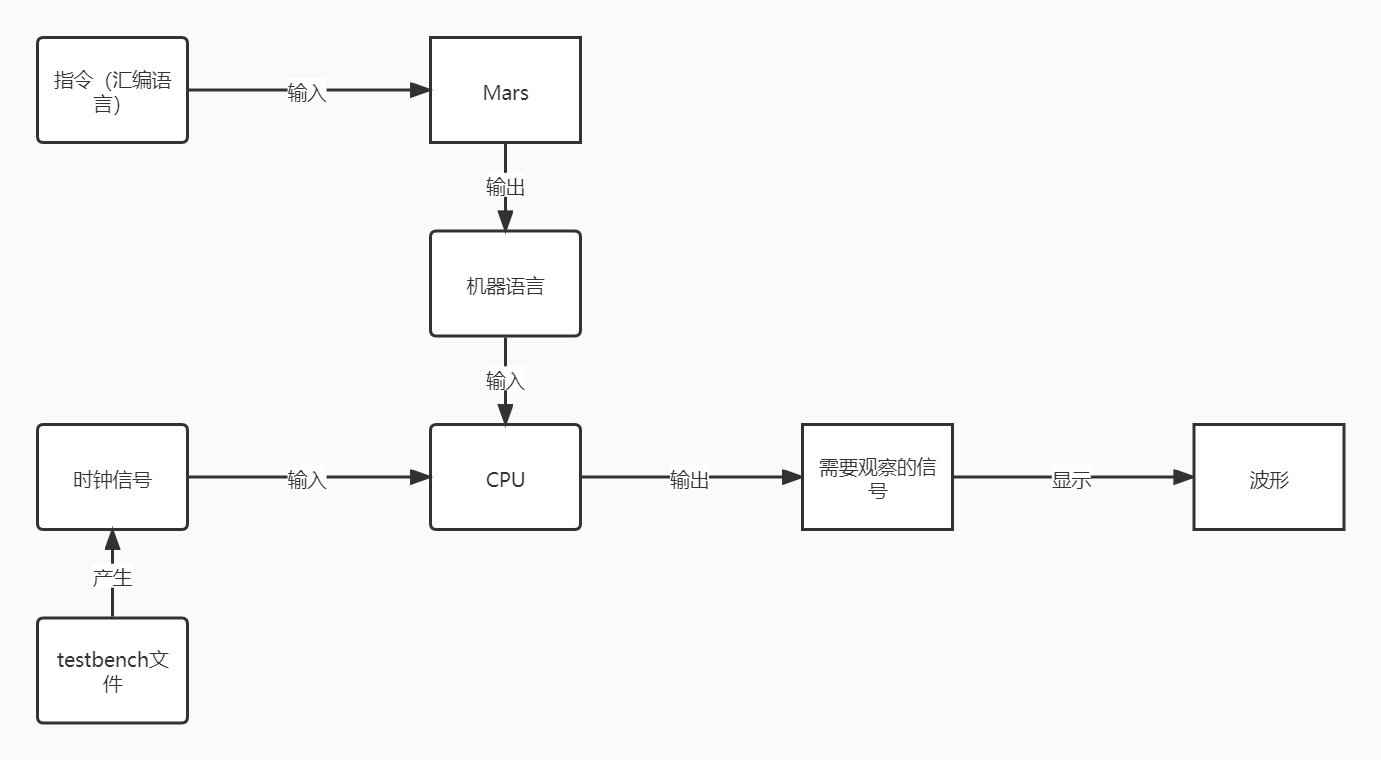 指令（汇编语
言）
输入
Mars
输出
机器语言
输入
时钟信号
输入
CPU
输出
需要观察的信
号
显示
波形
产生
testbench文
件